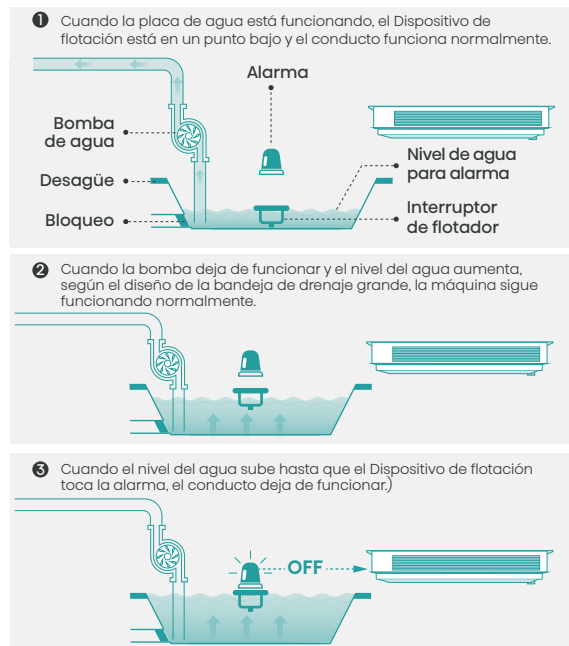 1 Cuando la placa de agua está funcionando, el Dispositivo de
flotación está en un punto bajo y el conducto funciona normalmente.
Alarma
Bomba
de agua
Desagüe
Bloqueo
Nivel de agua
para alarma
Interruptor
de flotador
2 Cuando la bomba deja de funcionar y el nivel del agua aumenta,
según el diseño de la bandeja de drenaje grande, la máquina sigue
funcionando normalmente.
3 Cuando el nivel del agua sube hasta que el Dispositivo de flotación
toca la alarma, el conducto deja de funcionar.)
OFF